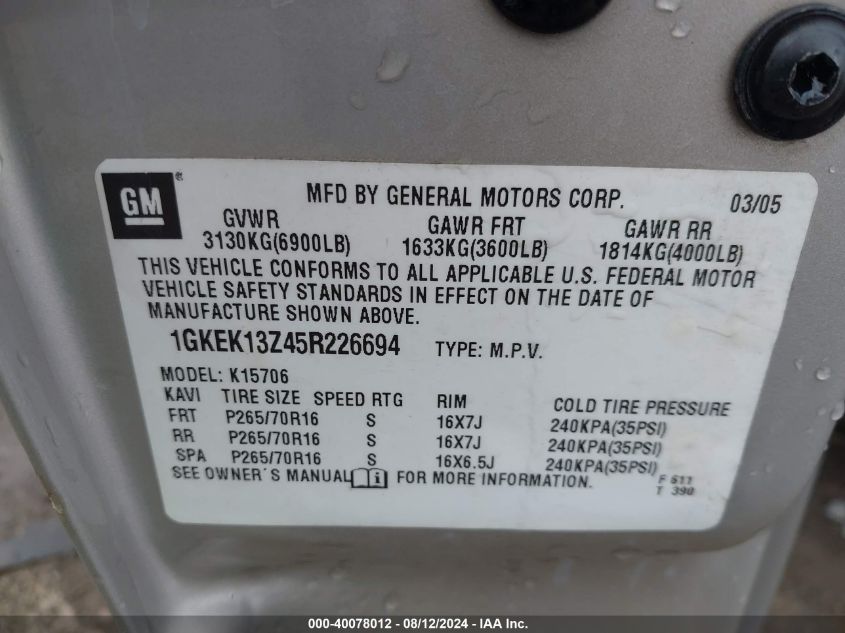 GM
MFD BY GENERAL MOTORS CORP. 03/05
GVWR GAWR FRT GAWR RR
3130KG(6900LB) 1633KG(3600LB) 1814KG(4000LB)
THIS VEHICLE CONFORMS TO ALL APPLICABLE U.S. FEDERAL MOTOR
VEHICLE SAFETY STANDARDS IN EFFECT ON THE DATE OF
MANUFACTURE SHOWN ABOVE.
1GKEK13Z45R226694 TYPE: M.P.V.
MODEL: K15706
KAVI TIRE SIZE SPEED RTG RIM COLD TIRE PRESSURE
FRT P265/70R16 S 16X7J 240KPA(35PSI)
RR P265/70R16 S 16X7J 240KPA(35PSI)
SPA P265/70R16 S 16X6.5J 240KPA(35PSI)
SEE OWNER´S MANUAL FOR MORE INFORMATION.
F 611
T 390
000-40078012 - 08/12/2024 - IAA Inc.